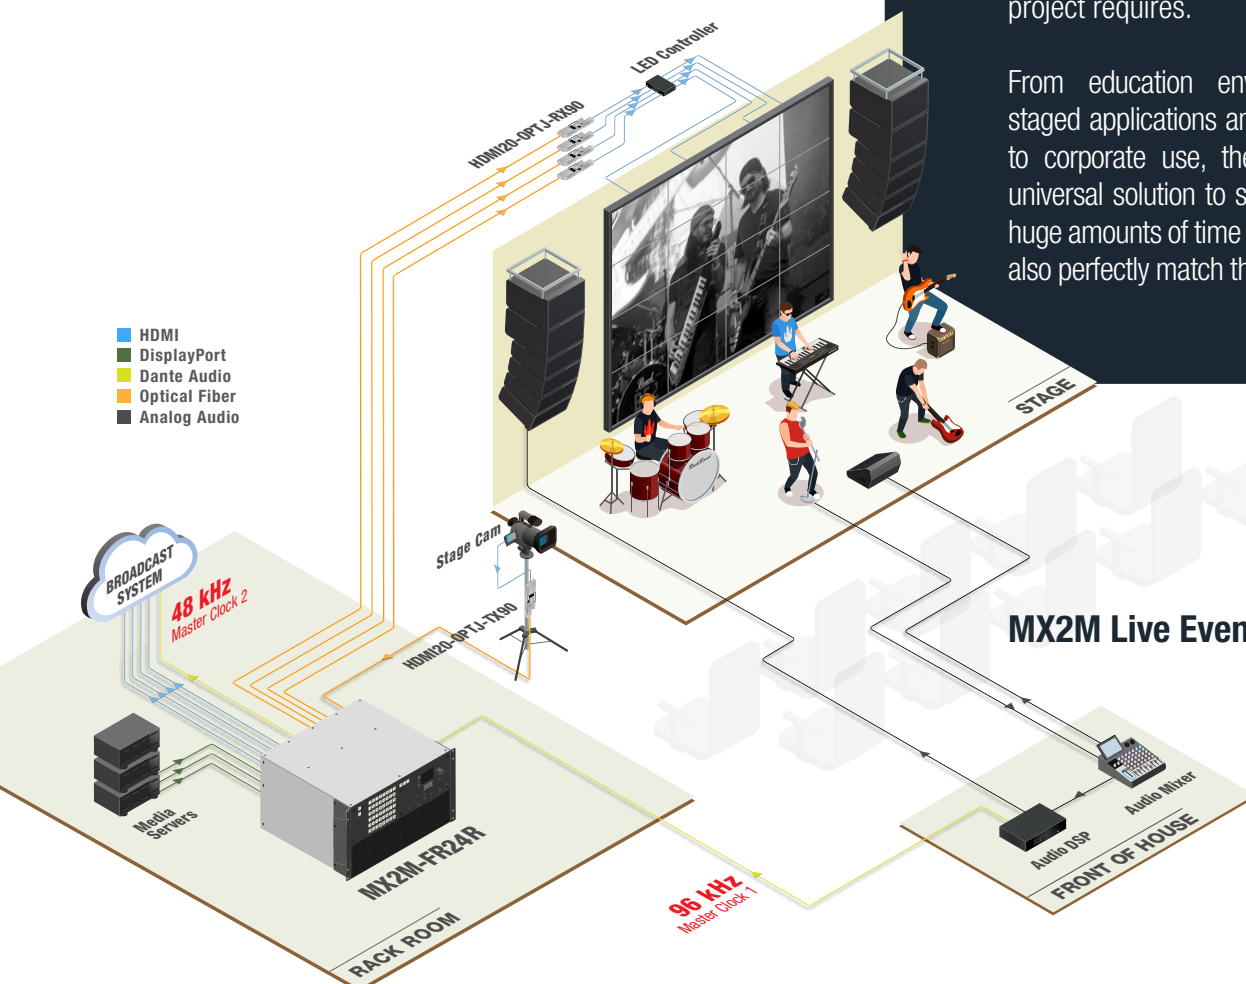 project requires.
From education env
staged applications an
to corporate use, the
universal solution to s
huge amounts of time
also perfectly match th
LED Controller
HDMI20-OPTJ-RX90
HDMI
DisplayPort
Dante Audio
Optical Fiber
Analog Audio
STAGE
RockBeat
Stage Cam
BROADCAST
SYSTEM
48 kHz
Master Clock 2
HDMI20-OPTJ-TX90
MX2M Live Even
Media
Servers
MX2M-FR24R
RACK ROOM
96 kHz
Master Clock 1
Audio Mixer
Audio DSP
FRONT OF HOUSE